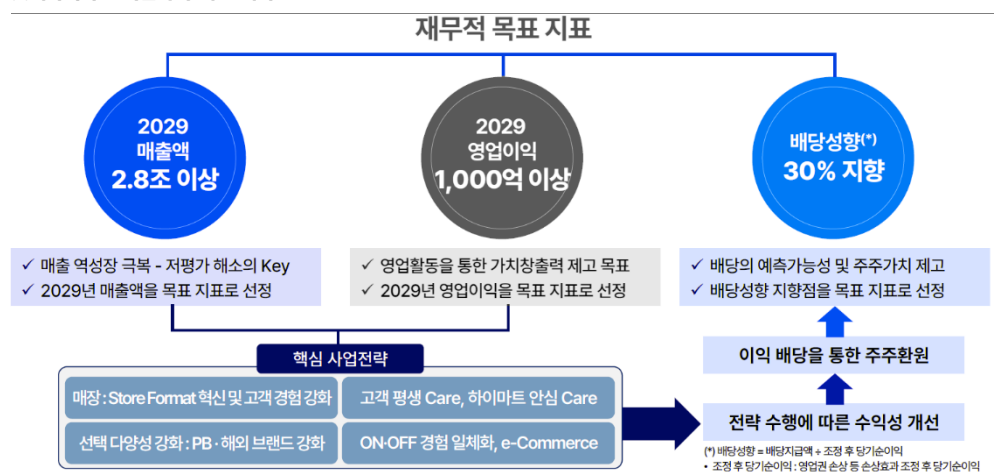 재무적 목표 지표
2029
매출액
2.8조 이상
2029
영업이익
1,000억 이상
배당성향(*)
30% 지향
✓ 매출 역성장 극복 - 저평가 해소의 Key
✓ 2029년 매출액을 목표 지표로 선정
✓ 영업활동을 통한 가치창출력 제고 목표
✓ 2029년 영업이익을 목표 지표로 선정
✓ 배당의 예측가능성 및 주주가치 제고
✓ 배당성향 지향점을 목표 지표로 선정
핵심 사업전략
매장 : Store Format 혁신 및 고객 경험 강화
고객 평생 Care, 하이마트 안심 Care
선택 다양성 강화 : PB · 해외 브랜드 강화
ON·OFF 경험 일체화, e-Commerce
이익 배당을 통한 주주환원
전략 수행에 따른 수익성 개선
(*) 배당성향 = 배당지급액 ÷ 조정 후 당기순이익
• 조정 후 당기순이익 : 영업권 손상 등 손상효과 조정 후 당기순이익